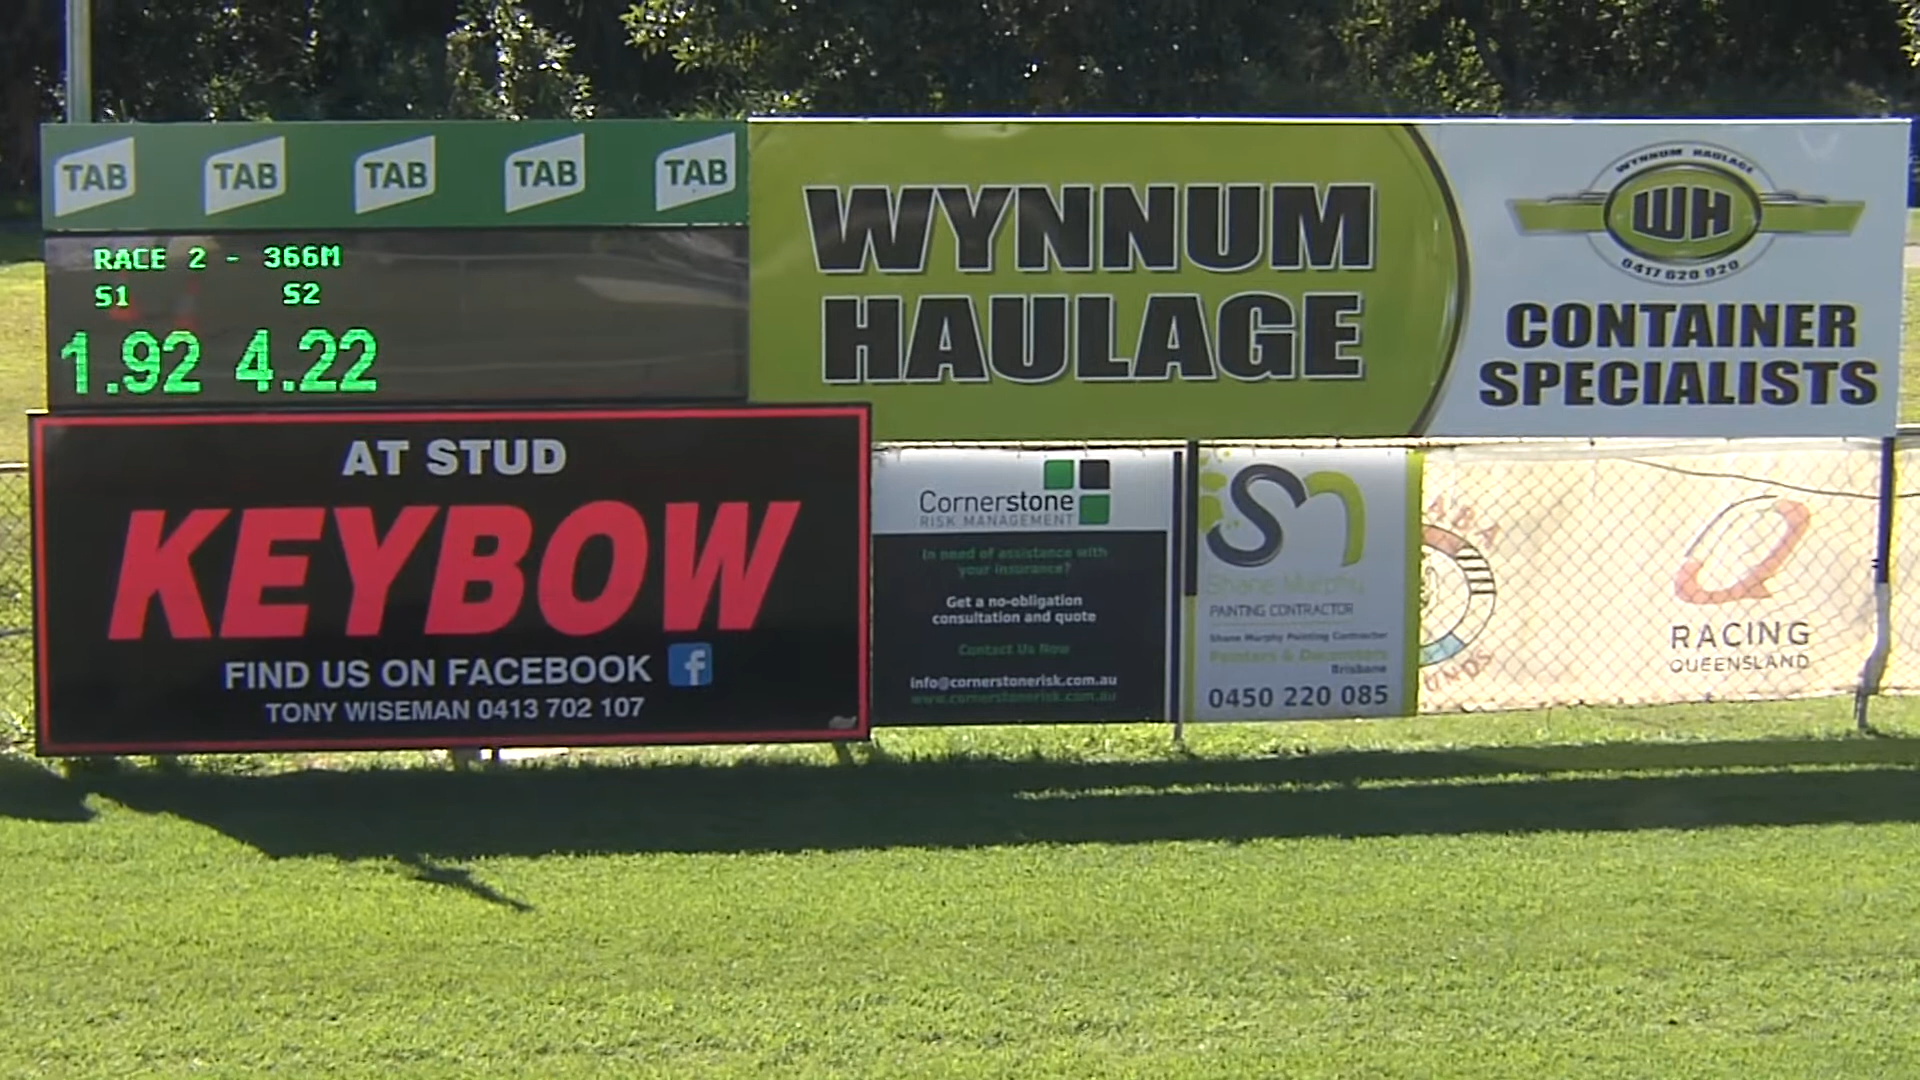 TAB TAB TAB TAB TAB
RACE 2 - 366M
S1 S2
1.92 4.22
WYNNUM
HAULAGE
WYNNUM HAULAGE
WH
0417 620 920
CONTAINER
SPECIALISTS
AT STUD
KEYBOW
FIND US ON FACEBOOK f
TONY WISEMAN 0413 702 107
Cornerstone
RISK MANAGEMENT
In need of assistance with
your insurance?
Get a no-obligation
consultation and quote
Contact Us Now
info@cornerstonerisk.com.au
www.cornerstonerisk.com.au
sm
Shane Murphy
PAINTING CONTRACTOR
Shane Murphy Painting Contractor
Painters & Decorators
Brisbane
0450 220 085
RACING
QUEENSLAND